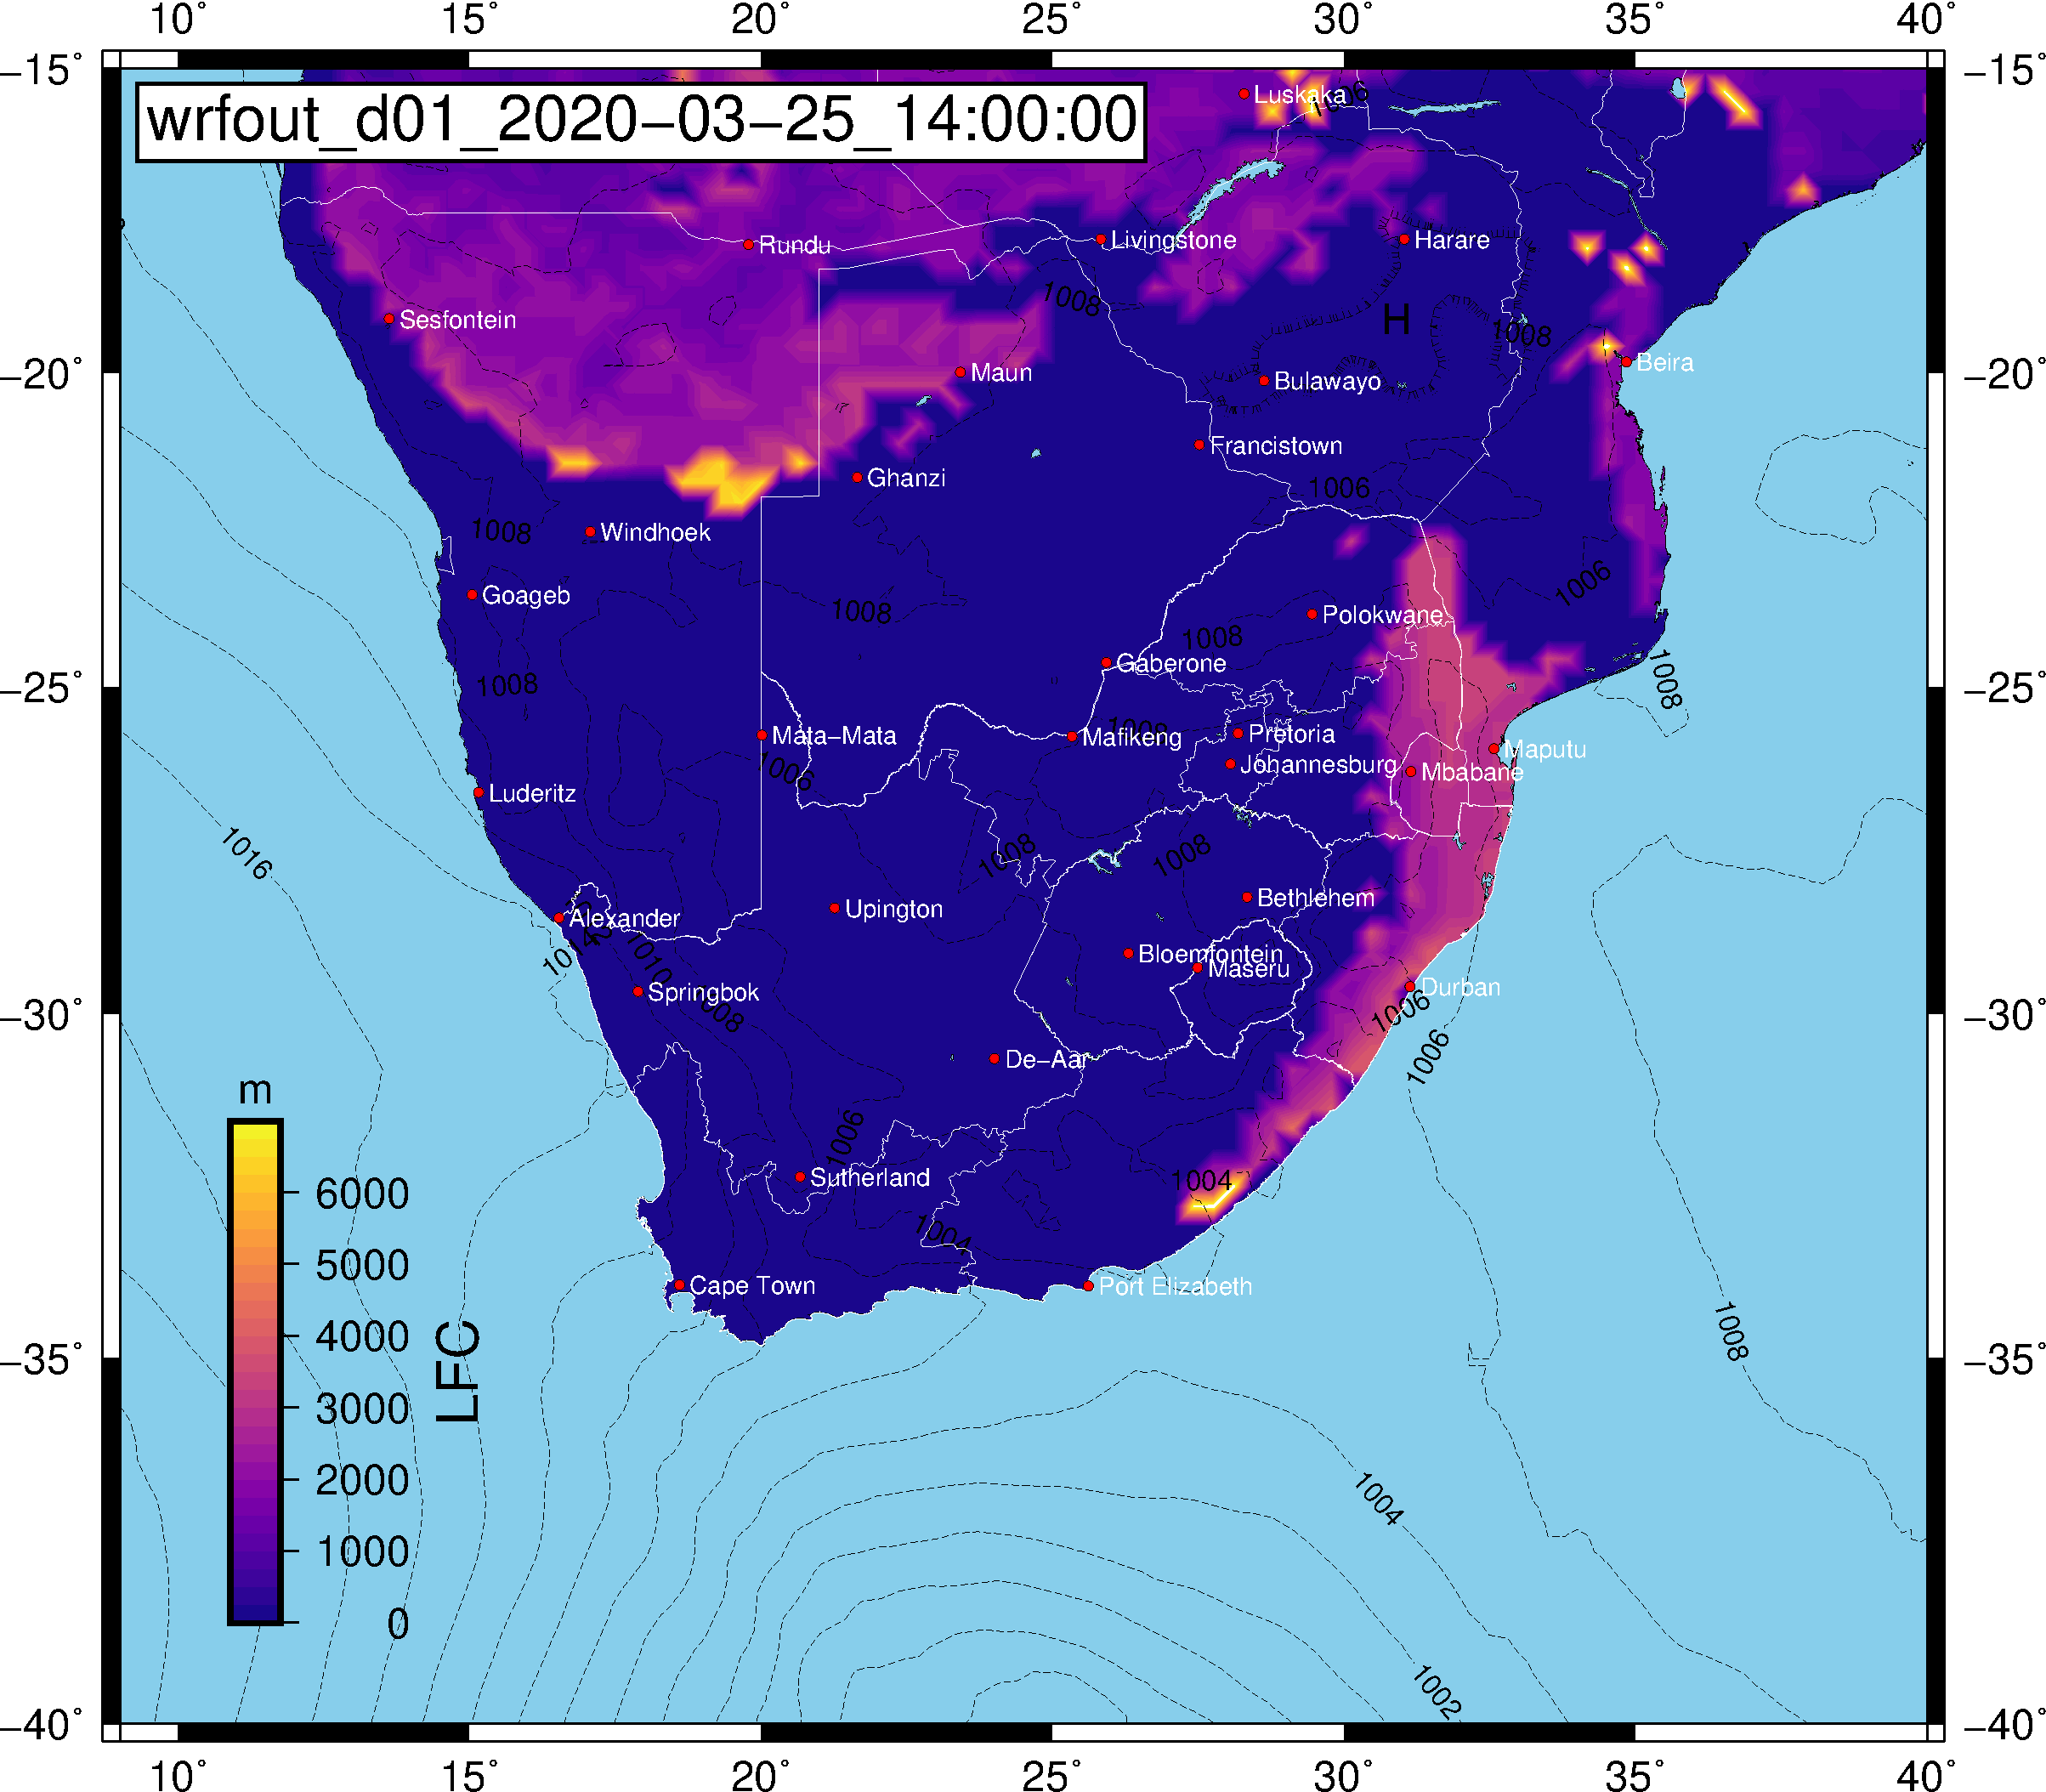 10° 15° 20° 25° 30° 35° 40°
−15° −15°
wrfout_d01_2020−03−25_14:00:00
Luskaka
1006
Rundu
Livingstone
Harare
1008
Sesfontein
H
1008
−20° −20°
Maun
Bulawayo
Beira
Francistown
Ghanzi
1006
1008
Windhoek
1006
Goageb
1008
Polokwane
1008
Gaberone
1008
−25° −25°
1008
1008
Mata−Mata
Mafikeng
Pretoria
Maputu
1006
Johannesburg
Mbabane
Luderitz
1016
1008
1008
Bethlehem
Upington
Alexander
1014
1010
Bloemfontein
Maseru
Springbok
Durban
1008
1006
−30° −30°
1006
De−Aar
m
1006
Sutherland
1004
6000
1004
5000
Cape Town
Port Elizabeth
4000
1008
−35° −35°
LFC
3000
2000
1004
1000
0
1002
−40° −40°
10° 15° 20° 25° 30° 35° 40°